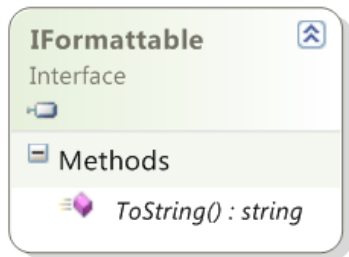 IFormattable
Interface
Methods
ToString() : string